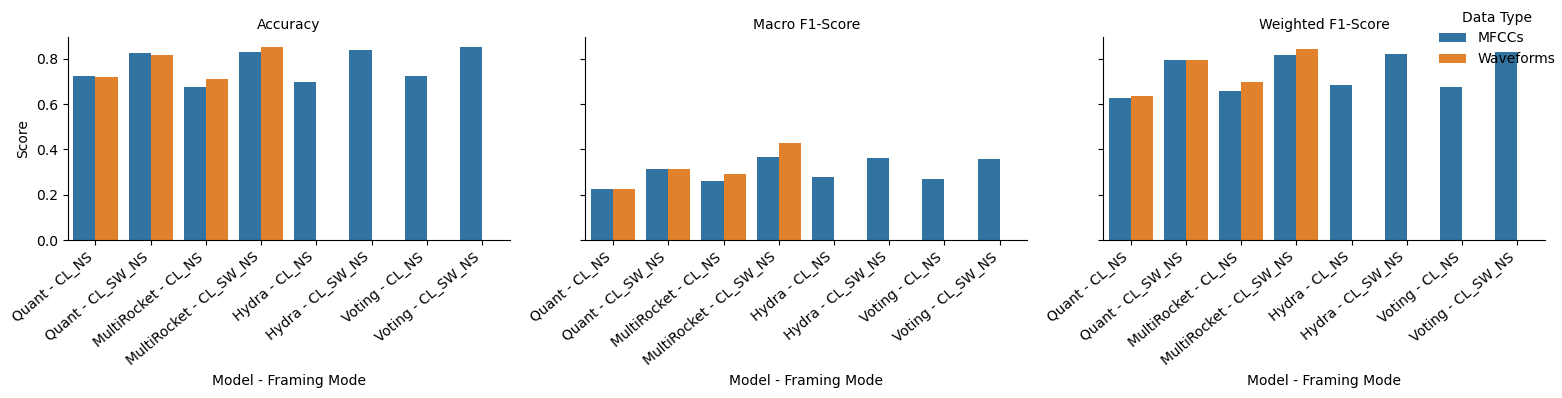 Accuracy
Macro F1-Score
Weighted F1-Score
Data Type
MFCCs
Waveforms
Score
0.8
0.6
0.4
0.2
0.0
Quant - CL_NS
Quant - CL_SW_NS
MultiRocket - CL_NS
MultiRocket - CL_SW_NS
Hydra - CL_NS
Hydra - CL_SW_NS
Voting - CL_NS
Voting - CL_SW_NS
Model - Framing Mode
Quant - CL_NS
Quant - CL_SW_NS
MultiRocket - CL_NS
MultiRocket - CL_SW_NS
Hydra - CL_NS
Hydra - CL_SW_NS
Voting - CL_NS
Voting - CL_SW_NS
Model - Framing Mode
Quant - CL_NS
Quant - CL_SW_NS
MultiRocket - CL_NS
MultiRocket - CL_SW_NS
Hydra - CL_NS
Hydra - CL_SW_NS
Voting - CL_NS
Voting - CL_SW_NS
Model - Framing Mode